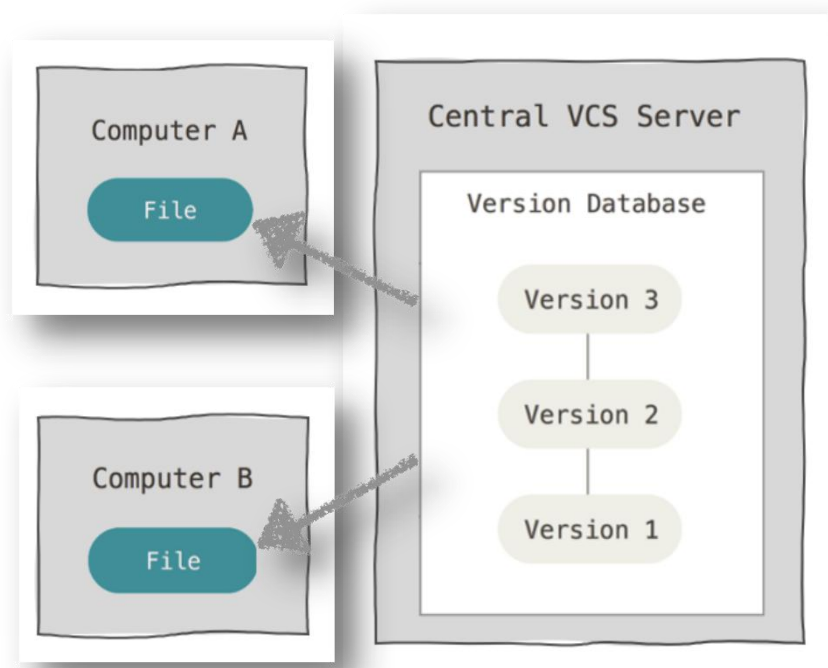 Computer A
File
Computer B
File
Central VCS Server
Version Database
Version 3
Version 2
Version 1